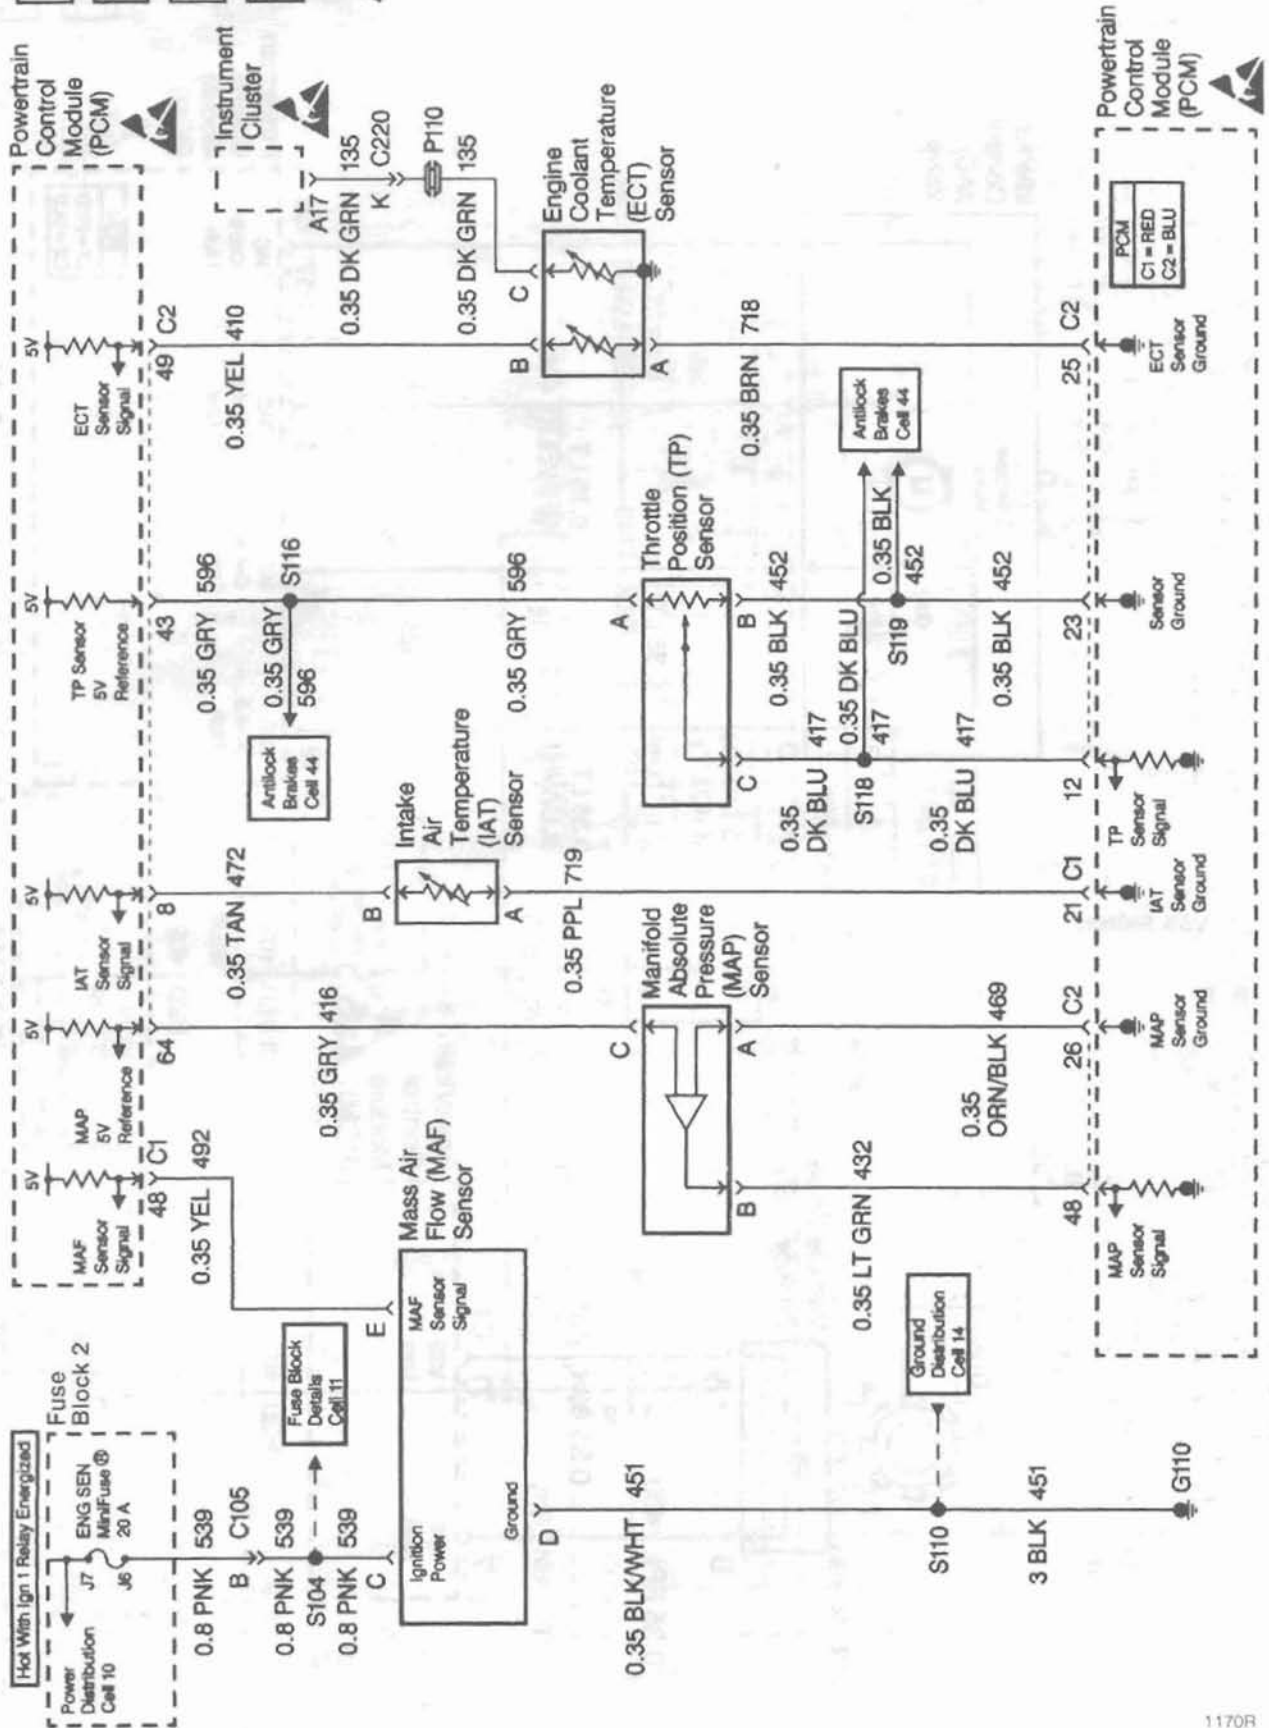 Hot With Ign 1 Relay Energized
Power
Distribution
Cell 10
J7
J6
ENG SEN
MiniFuse®
20 A
Fuse
Block 2
0.8 PNK 539
B C105
0.8 PNK 539
S104
Fuse Block
Details
Cell 11
0.8 PNK 539
C
Ignition
Power
Ground
MAF
Sensor
Signal
E
Mass Air
Flow (MAF)
Sensor
D
0.35 BLK/WHT 451
S110
Ground
Distribution
Cell 14
3 BLK 451
G110
5V
MAF
Sensor
Signal
48 C1
0.35 YEL 492
5V
MAP
5V
Reference
64
0.35 GRY 416
C
Manifold
Absolute
Pressure
(MAP)
Sensor
B
A
0.35 LT GRN 432
0.35
ORN/BLK 469
48
26 C2
MAP
Sensor
Signal
MAP
Sensor
Ground
5V
IAT
Sensor
Signal
8
0.35 TAN 472
B
Intake
Air
Temperature
(IAT)
Sensor
A
0.35 PPL 719
21 C1
IAT
Sensor
Ground
5V
TP Sensor
5V
Reference
43
0.35 GRY 596
S116
0.35 GRY
596
Antilock
Brakes
Cell 44
0.35 GRY 596
A
Throttle
Position (TP)
Sensor
C
B
0.35
DK BLU 417
0.35 BLK 452
S118
417
0.35 DK BLU
S119
452
0.35 BLK
Antilock
Brakes
Cell 44
0.35
DK BLU 417
0.35 BLK 452
12
23
TP
Sensor
Signal
Sensor
Ground
5V
ECT
Sensor
Signal
49 C2
0.35 YEL 410
B
C
Engine
Coolant
Temperature
(ECT)
Sensor
A
0.35 BRN 718
25 C2
ECT
Sensor
Ground
Powertrain
Control
Module
(PCM)
Instrument
Cluster
A17
0.35 DK GRN 135
K C220
P110
0.35 DK GRN 135
PCM
C1 = RED
C2 = BLU
Powertrain
Control
Module
(PCM)
1170R